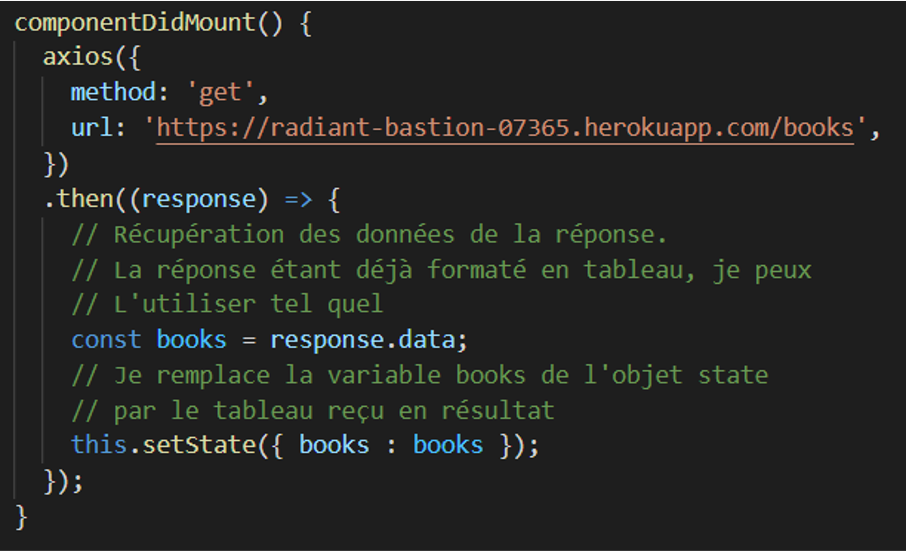 componentDidMount() {
axios({
method: 'get',
url: 'https://radiant-bastion-07365.herokuapp.com/books',
})
.then((response) => {
// Récupération des données de la réponse.
// La réponse étant déjà formaté en tableau, je peux
// L'utiliser tel quel
const books = response.data;
// Je remplace la variable books de l'objet state
// par le tableau reçu en résultat
this.setState({ books : books });
});
}